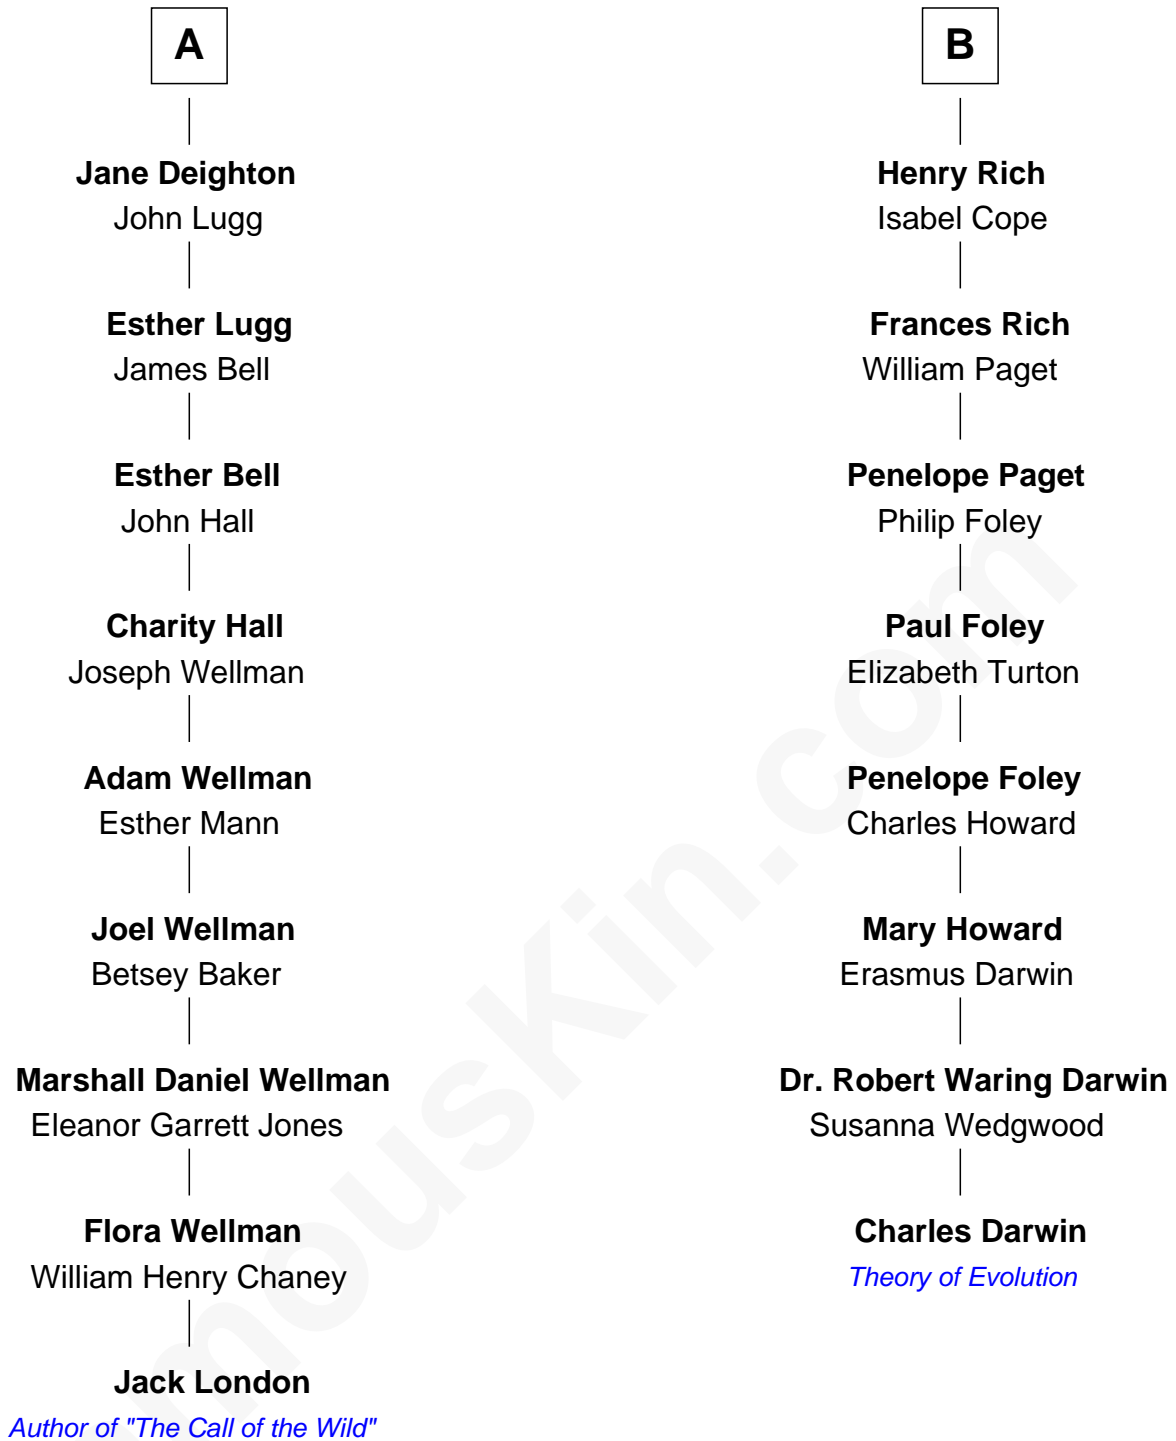 A
Jane Deighton
John Lugg
Esther Lugg
James Bell
Esther Bell
John Hall
Charity Hall
Joseph Wellman
Adam Wellman
Esther Mann
Joel Wellman
Betsey Baker
Marshall Daniel Wellman
Eleanor Garrett Jones
Flora Wellman
William Henry Chaney
Jack London
Author of "The Call of the Wild"
B
Henry Rich
Isabel Cope
Frances Rich
William Paget
Penelope Paget
Philip Foley
Paul Foley
Elizabeth Turton
Penelope Foley
Charles Howard
Mary Howard
Erasmus Darwin
Dr. Robert Waring Darwin
Susanna Wedgwood
Charles Darwin
Theory of Evolution
mousKin.com